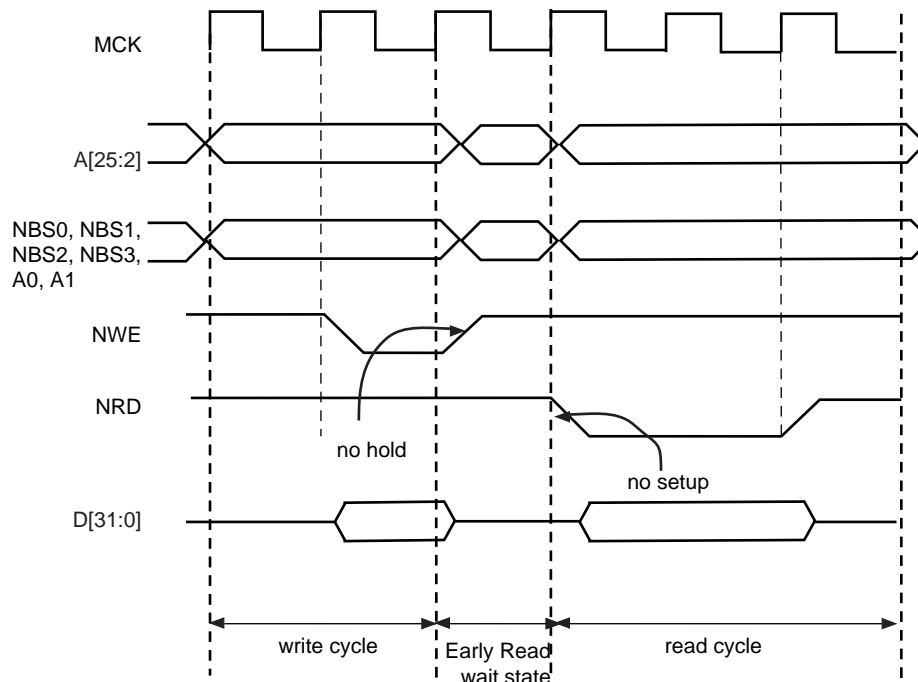 MCK
A[25:2]
NBS0, NBS1,
NBS2, NBS3,
A0, A1
NWE
NRD
no hold
no setup
D[31:0]
write cycle
Early Read
wait state
read cycle